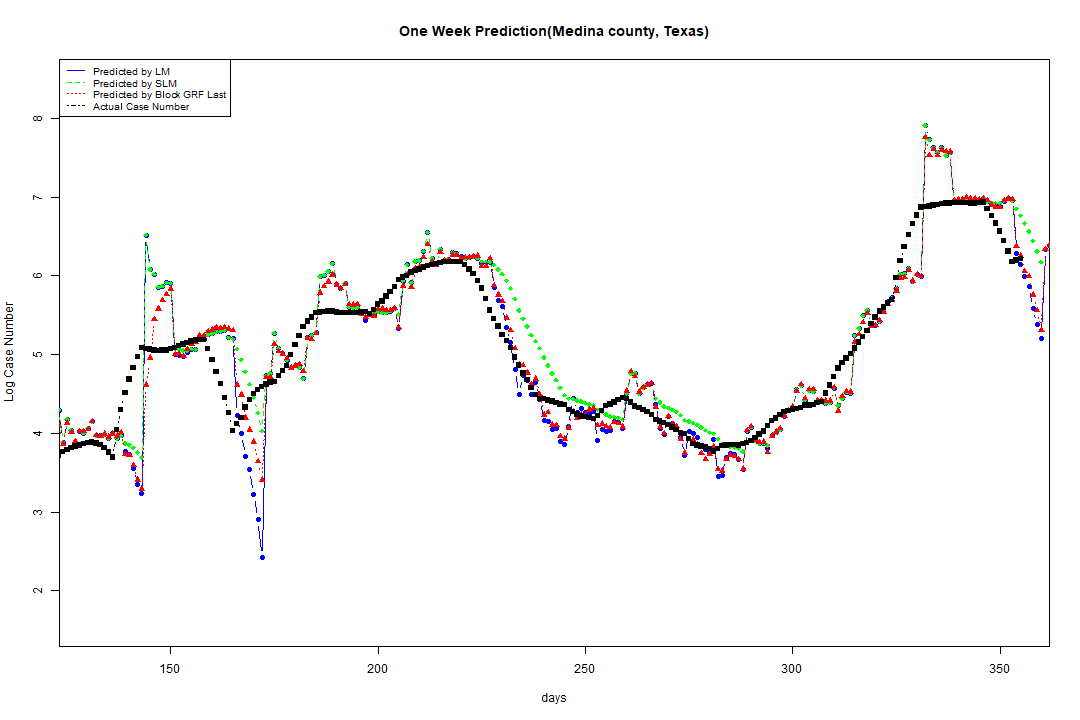 One Week Prediction(Medina county, Texas)
Predicted by LM
Predicted by SLM
Predicted by Block GRF Last
Actual Case Number
8
7
6
5
4
3
2
Log Case Number
150 200 250 300 350
days